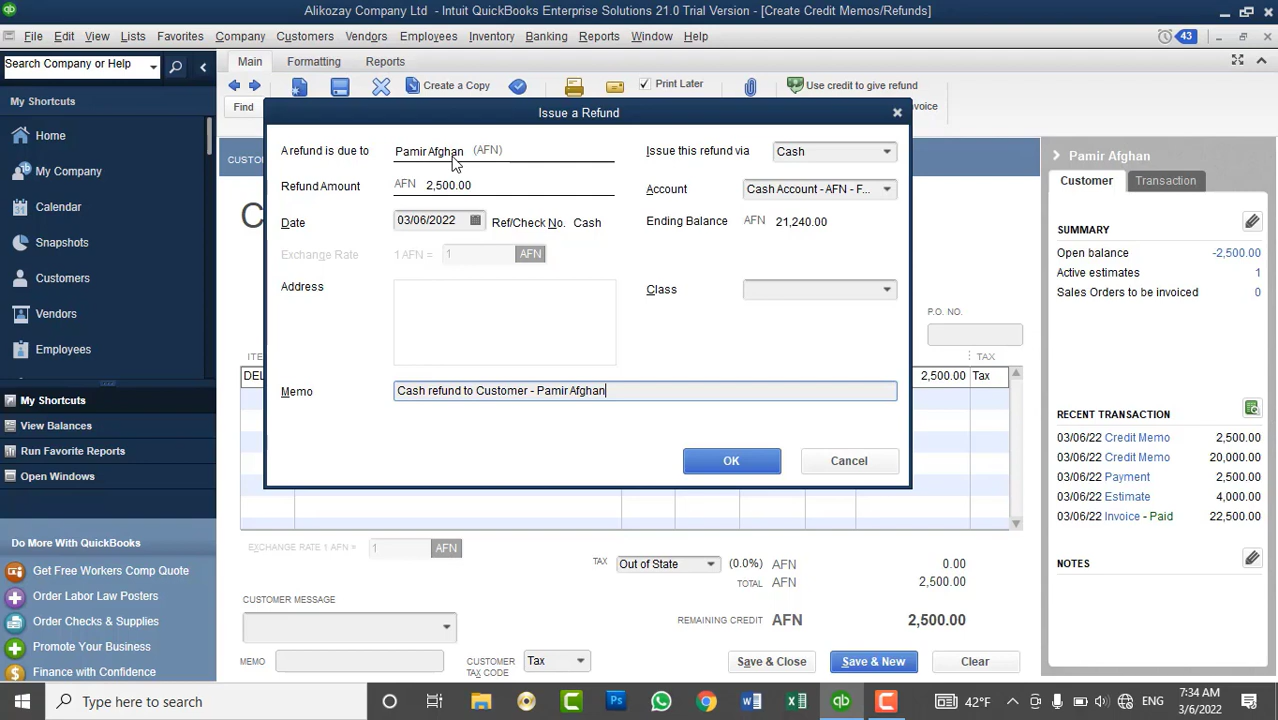 Alikozay Company Ltd - Intuit QuickBooks Enterprise Solutions 21.0 Trial Version - [Create Credit Memos/Refunds]
File Edit View Lists Favorites Company Customers Vendors Employees Inventory Banking Reports Window Help 43
Search Company or Help
My Shortcuts
Home
My Company
Calendar
Snapshots
Customers
Vendors
Employees
My Shortcuts
View Balances
Run Favorite Reports
Open Windows
Do More With QuickBooks
Get Free Workers Comp Quote
Order Labor Law Posters
Order Checks & Supplies
Promote Your Business
Finance with Confidence
Main Formatting Reports
Create a Copy Print Later Use credit to give refund
Find
Issue a Refund
A refund is due to Pamir Afghan (AFN) Issue this refund via Cash
Refund Amount AFN 2,500.00 Account Cash Account - AFN - F...
Date 03/06/2022 Ref/Check No. Cash Ending Balance AFN 21,240.00
Exchange Rate 1 AFN = 1 AFN
Address Class
Memo Cash refund to Customer - Pamir Afghan
OK Cancel
P.O. NO.
TAX
2,500.00 Tax
EXCHANGE RATE 1 AFN = 1 AFN
TAX Out of State (0.0%) AFN 0.00
TOTAL AFN 2,500.00
CUSTOMER MESSAGE
REMAINING CREDIT AFN 2,500.00
MEMO CUSTOMER TAX CODE Tax
Save & Close Save & New Clear
Pamir Afghan
Customer Transaction
SUMMARY
Open balance -2,500.00
Active estimates 1
Sales Orders to be invoiced 0
RECENT TRANSACTION
03/06/22 Credit Memo 2,500.00
03/06/22 Credit Memo 20,000.00
03/06/22 Payment 2,500.00
03/06/22 Estimate 4,000.00
03/06/22 Invoice - Paid 22,500.00
NOTES
Type here to search
42°F ENG 7:34 AM
3/6/2022